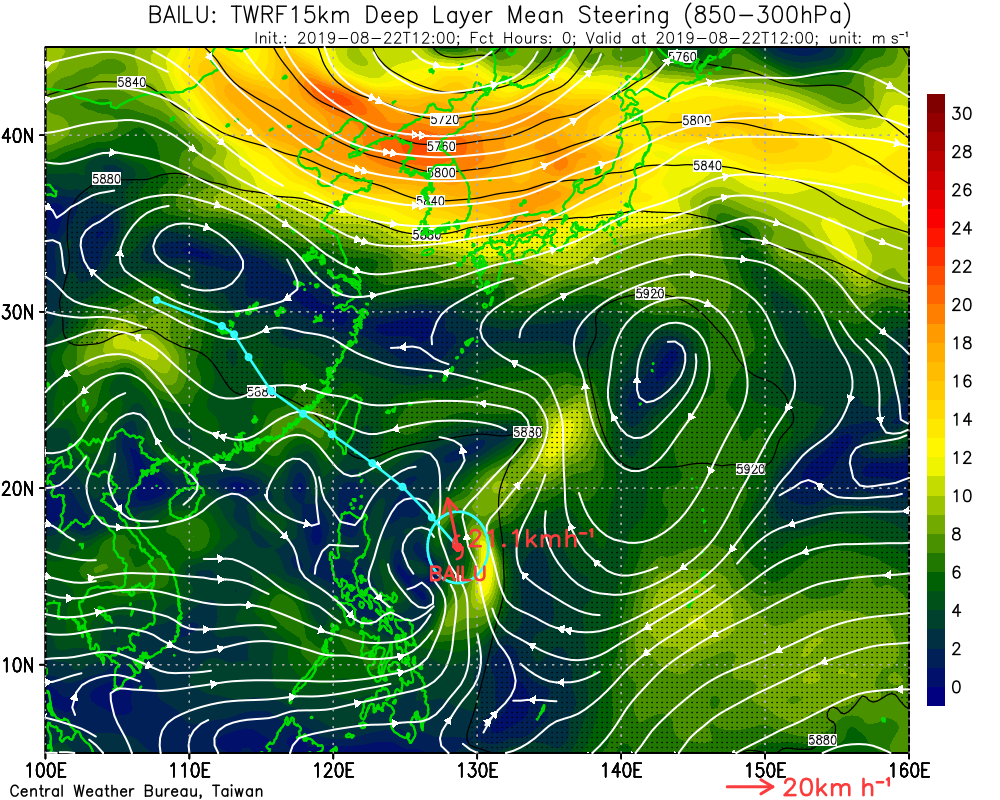 BAILU: TWRF15km Deep Layer Mean Steering (850−300hPa)
Init.: 2019−08−22T12:00; Fct Hours: 0; Valid at 2019−08−22T12:00; unit: m s⁻¹
5760
5840
30
5720
5800
28
40N
5760
5840
26
5800
5880
5840
24
5880
22
5920
20
30N
18
16
5880
14
5880
12
5920
20N
10
21.1kmh⁻¹
8
BAILU
6
4
10N
2
0
5880
100E 110E 120E 130E 140E 150E 160E
Central Weather Bureau, Taiwan
20km h⁻¹